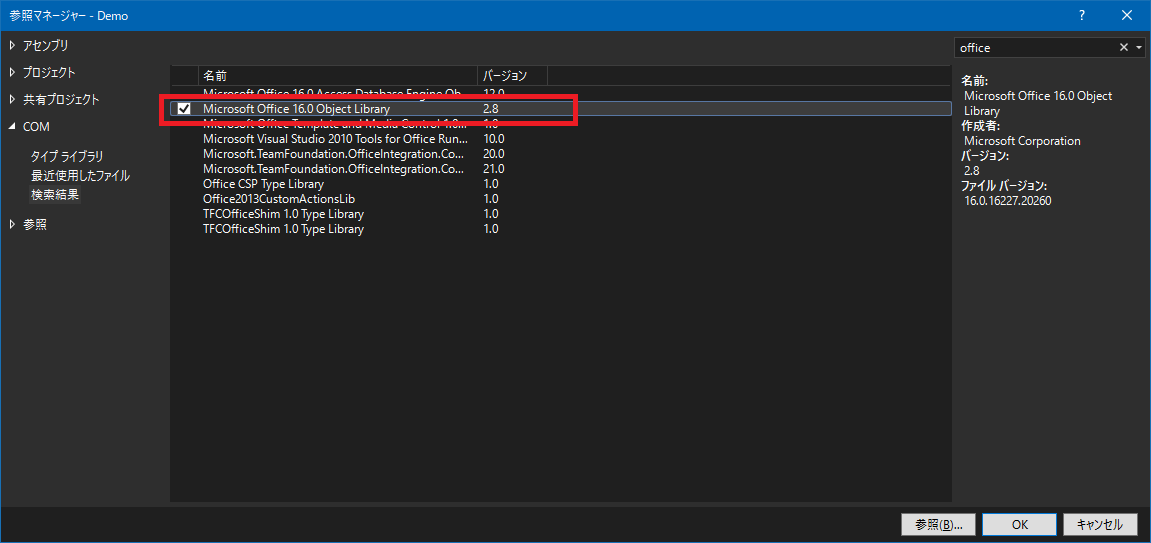 参照マネージャー - Demo
アセンブリ
プロジェクト
共有プロジェクト
COM
タイプ ライブラリ
最近使用したファイル
検索結果
参照
名前 バージョン
Microsoft Office 16.0 Access Database Engine Ob... 12.0
Microsoft Office 16.0 Object Library 2.8
Microsoft Office Template and Media Control 1.0... 1.0
Microsoft Visual Studio 2010 Tools for Office Run... 10.0
Microsoft.TeamFoundation.OfficeIntegration.Co... 20.0
Microsoft.TeamFoundation.OfficeIntegration.Co... 21.0
Office CSP Type Library 1.0
Office2013CustomActionsLib 1.0
TFCOfficeShim 1.0 Type Library 1.0
TFCOfficeShim 1.0 Type Library 1.0
office
名前:
Microsoft Office 16.0 Object
Library
作成者:
Microsoft Corporation
バージョン:
2.8
ファイル バージョン:
16.0.16227.20260
参照(B)... OK キャンセル